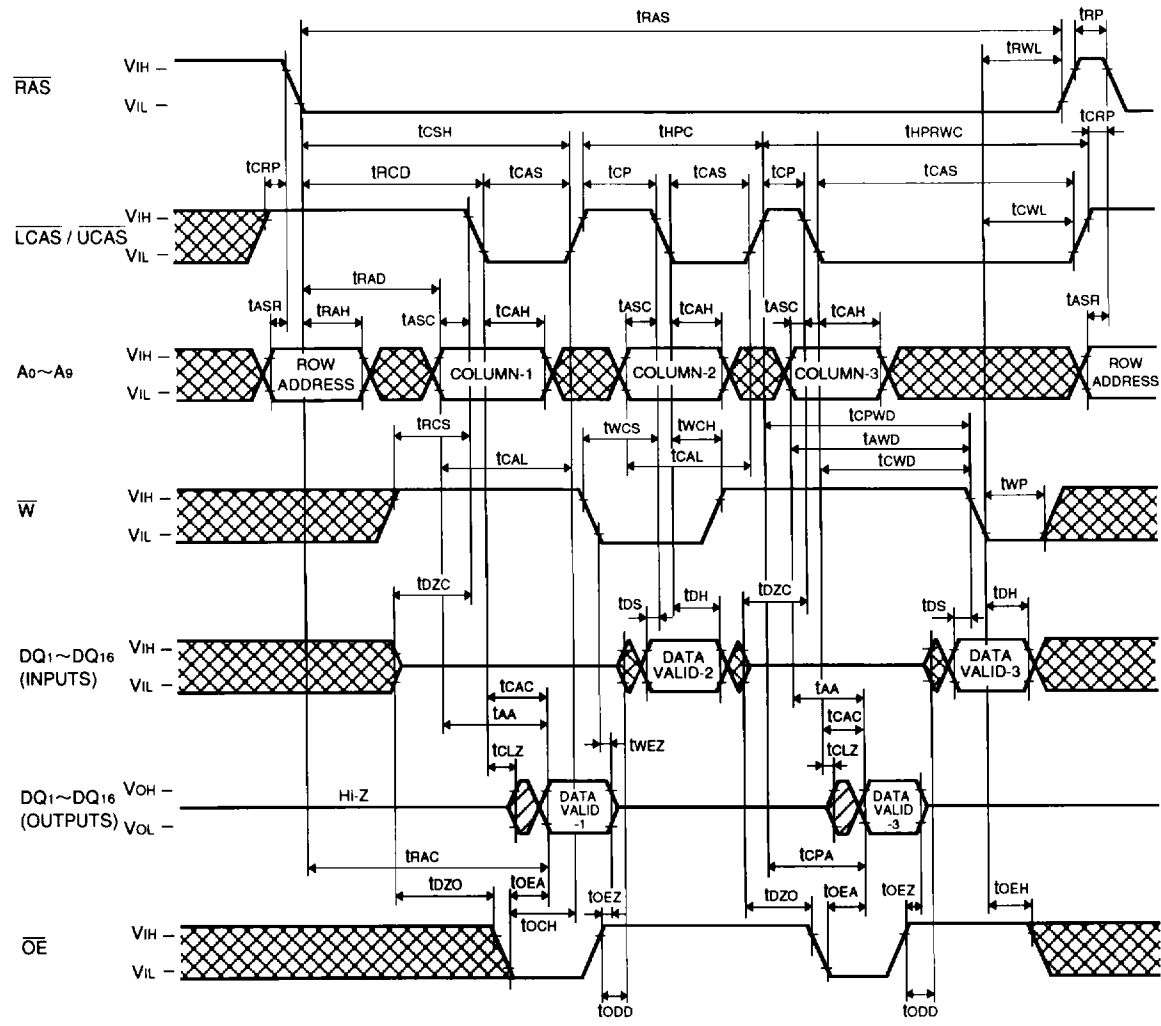 tRAS
tRP
tRWL
RAS
VIH
VIL
tCRP
tCSH
tHPC
tHPRWC
tCRP
tRCD
tCAS
tCP
tCAS
tCP
tCAS
LCAS / UCAS
VIH
VIL
tCWL
tRAD
tASR
tRAH
tASC
tCAH
tASC
tCAH
tASC
tCAH
tASR
A0~A9
VIH
VIL
ROW
ADDRESS
COLUMN-1
COLUMN-2
COLUMN-3
ROW
ADDRESS
tRCS
tWCS
tWCH
tCPWD
tCAL
tCAL
tAWD
tCWD
tWP
W
VIH
VIL
tDZC
tDS
tDH
tDZC
tDS
tDH
DQ1~DQ16
(INPUTS)
VIH
VIL
DATA
VALID-2
DATA
VALID-3
tCAC
tAA
tCLZ
tWEZ
tAA
tCAC
tCLZ
DQ1~DQ16
(OUTPUTS)
VOH
VOL
Hi-Z
DATA
VALID
-1
DATA
VALID
-3
tRAC
tCPA
tDZO
tOEA
tOEZ
tOCH
tDZO
tOEA
tOEZ
tOEH
OE
VIH
VIL
tODD
tODD